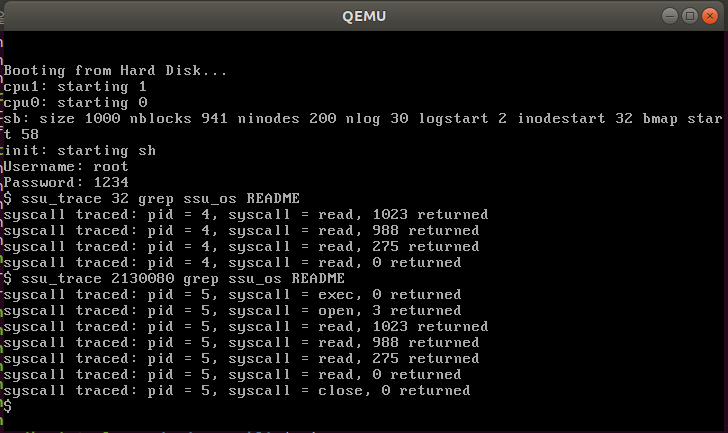 QEMU
Booting from Hard Disk...
cpu1: starting 1
cpu0: starting 0
sb: size 1000 nblocks 941 ninodes 200 nlog 30 logstart 2 inodestart 32 bmap star
t 58
init: starting sh
Username: root
Password: 1234
$ ssu_trace 32 grep ssu_os README
syscall traced: pid = 4, syscall = read, 1023 returned
syscall traced: pid = 4, syscall = read, 988 returned
syscall traced: pid = 4, syscall = read, 275 returned
syscall traced: pid = 4, syscall = read, 0 returned
$ ssu_trace 2130080 grep ssu_os README
syscall traced: pid = 5, syscall = exec, 0 returned
syscall traced: pid = 5, syscall = open, 3 returned
syscall traced: pid = 5, syscall = read, 1023 returned
syscall traced: pid = 5, syscall = read, 988 returned
syscall traced: pid = 5, syscall = read, 275 returned
syscall traced: pid = 5, syscall = read, 0 returned
syscall traced: pid = 5, syscall = close, 0 returned
$